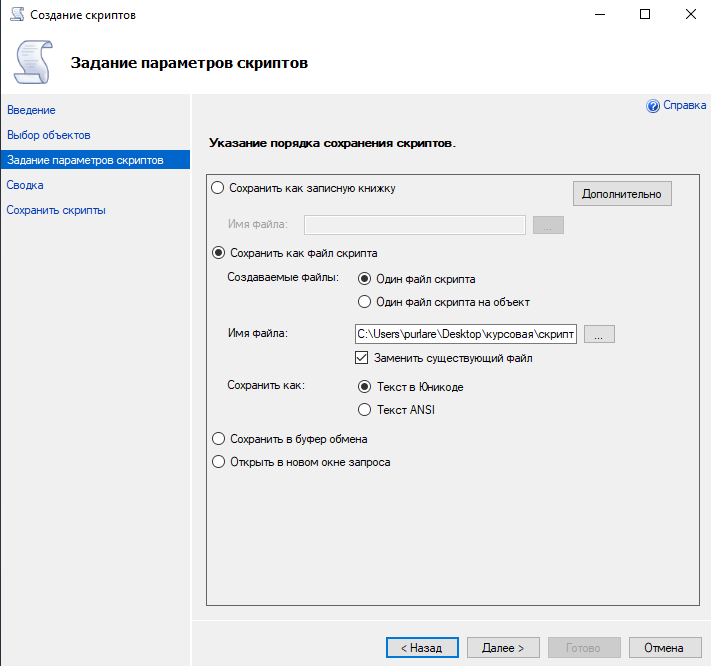 Создание скриптов
Задание параметров скриптов
Введение
Выбор объектов
Задание параметров скриптов
Сводка
Сохранить скрипты
Справка
Указание порядка сохранения скриптов.
Сохранить как записную книжку
Дополнительно
Имя файла:
...
Сохранить как файл скрипта
Создаваемые файлы:
Один файл скрипта
Один файл скрипта на объект
Имя файла:
C:\Users\purlare\Desktop\курсовая\скрипт
...
Заменить существующий файл
Сохранить как:
Текст в Юникоде
Текст ANSI
Сохранить в буфер обмена
Открыть в новом окне запроса
< Назад
Далее >
Готово
Отмена